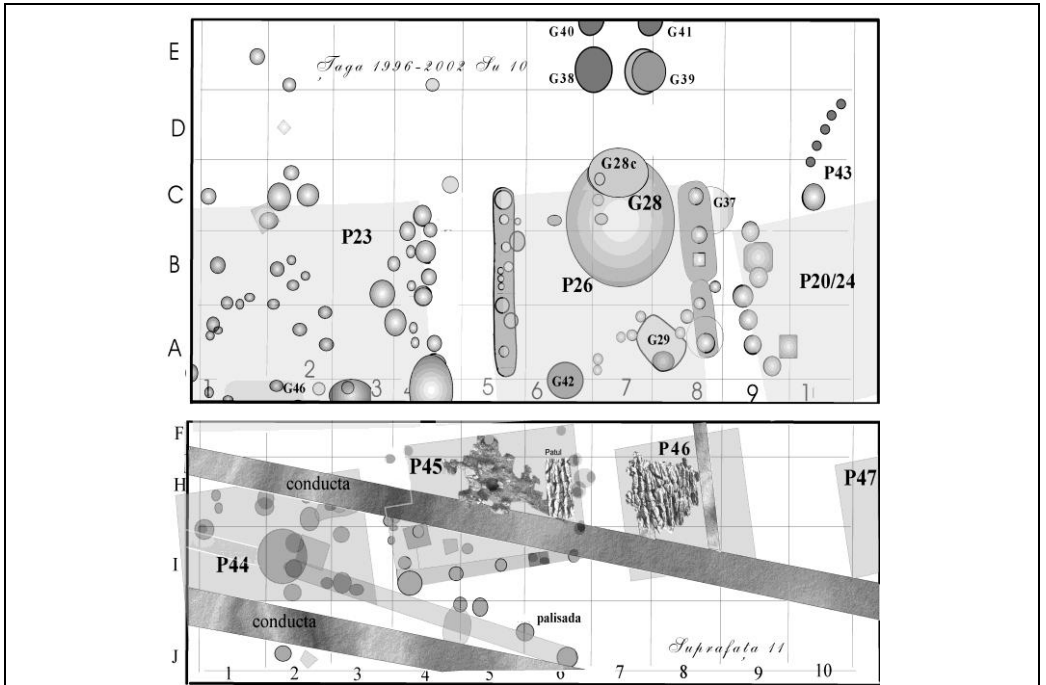 G40 G41
E
Țaga 1996-2002 Su 10
G38 G39
D
G28c P43
C
G28 G37
P23
B
P26 P20/24
A
G29
1 2 3 4 5 6 7 8 9 1
G46 G42
F
P45 Patul P46
H
conducta P47
I
P44
conducta palisada
Suprafața 11
J
1 2 3 4 5 6 7 8 9 10